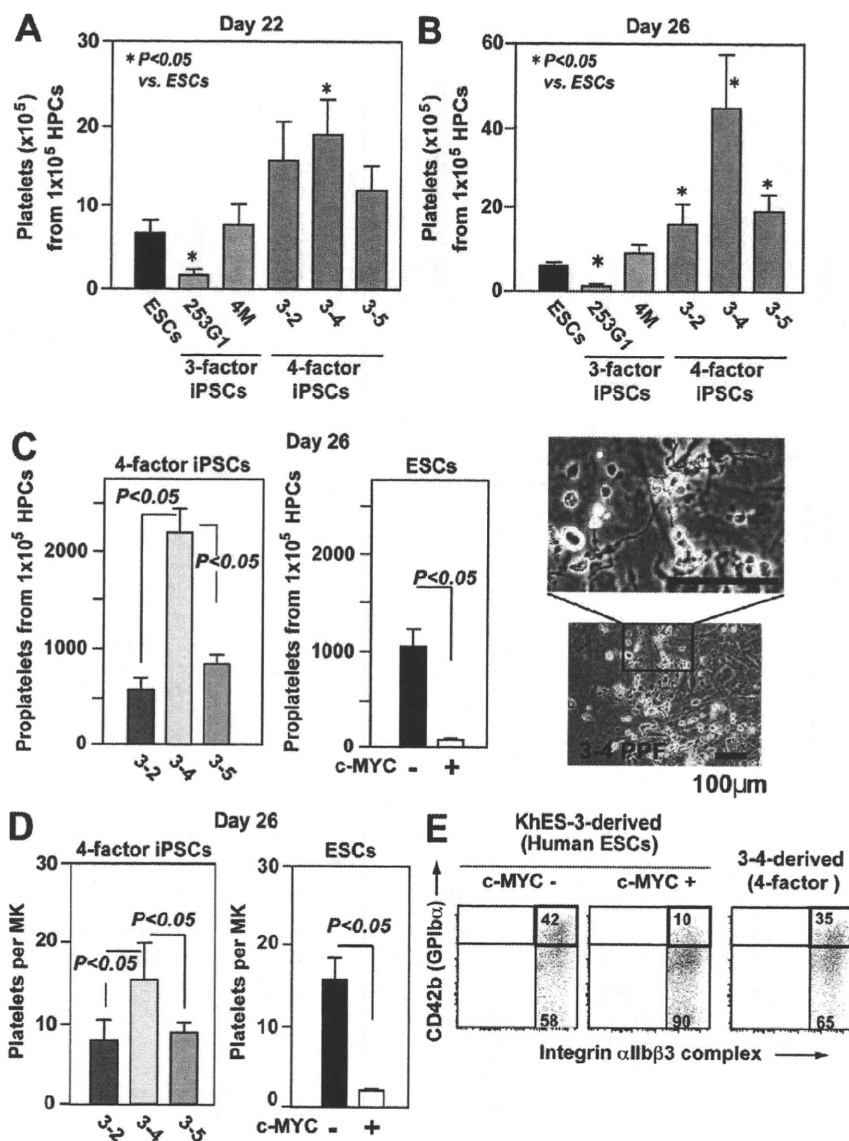 A
Day 22
* P<0.05
vs. ESCs
Platelets (x10⁵)
from 1x10⁵ HPCs
30
20
10
0
ESCs
253G1
4M
3-2
3-4
3-5
3-factor
iPSCs
4-factor
iPSCs
*
*
B
Day 26
* P<0.05
vs. ESCs
Platelets (x10⁵)
from 1x10⁵ HPCs
60
40
20
0
ESCs
253G1
4M
3-2
3-4
3-5
3-factor
iPSCs
4-factor
iPSCs
*
*
*
*
C
Day 26
4-factor iPSCs
Proplatelets from 1x10⁵ HPCs
2000
1000
0
P<0.05
P<0.05
3-2
3-4
3-5
ESCs
Proplatelets from 1x10⁵ HPCs
2000
1000
0
P<0.05
c-MYC - +
3-4 PPF
100μm
D
Day 26
4-factor iPSCs
Platelets per MK
30
20
10
0
P<0.05
P<0.05
3-2
3-4
3-5
ESCs
Platelets per MK
30
20
10
0
P<0.05
c-MYC - +
E
KhES-3-derived
(Human ESCs)
c-MYC -
c-MYC +
3-4-derived
(4-factor )
CD42b (GPIbα)
42
58
10
90
35
65
Integrin αIIbβ3 complex